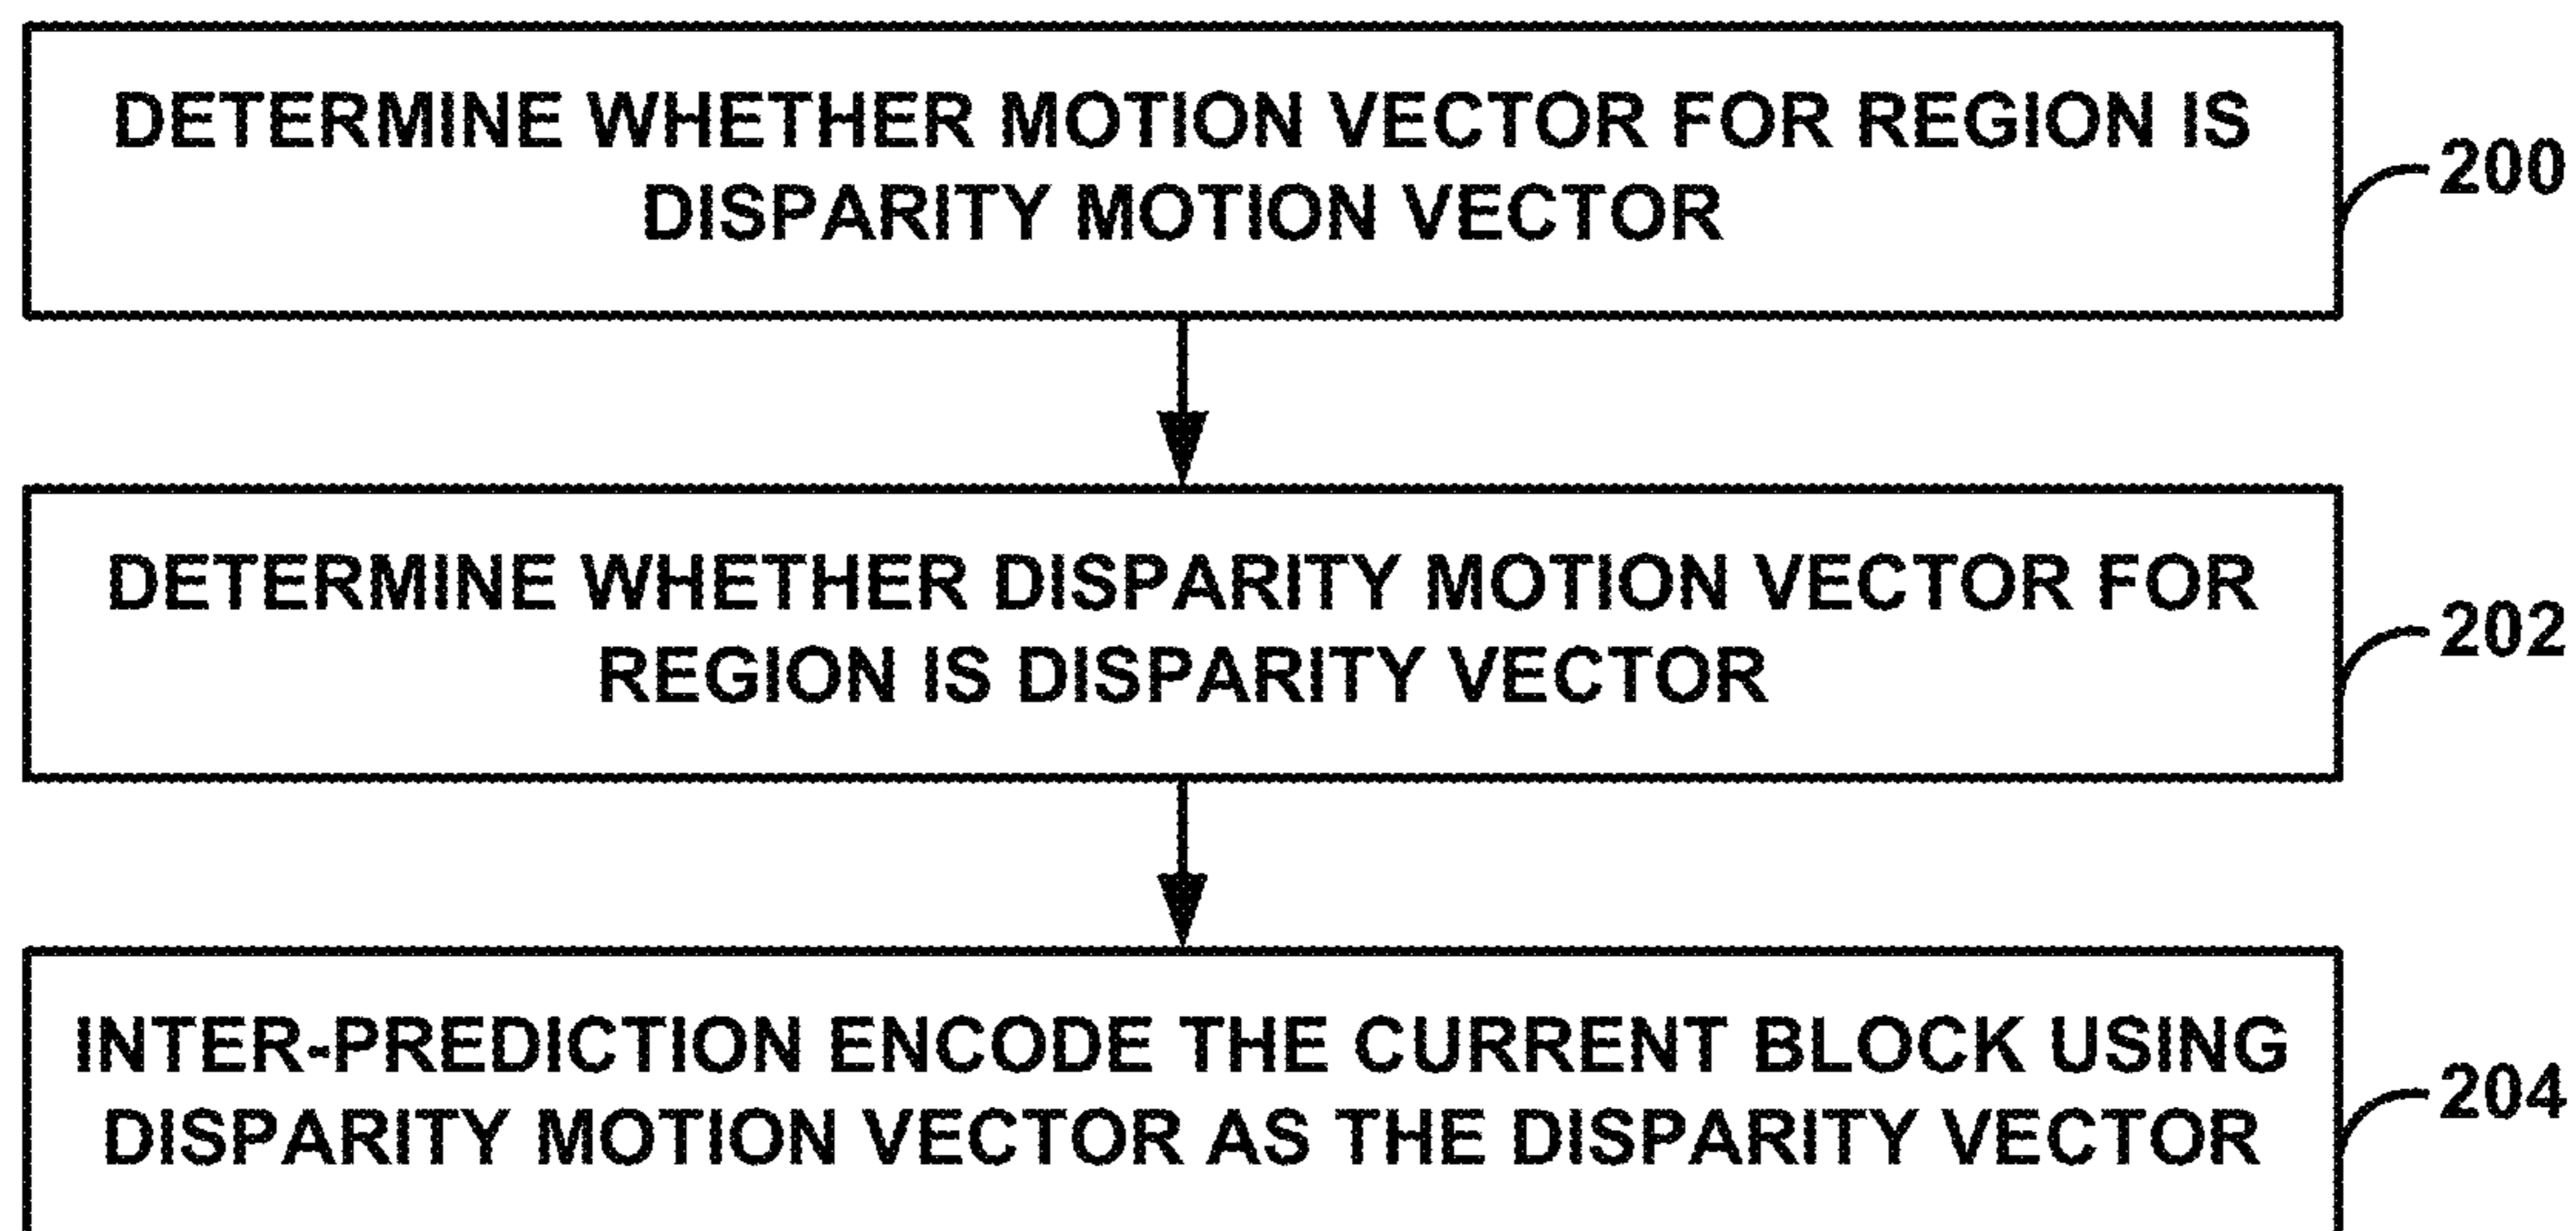 DETERMINE WHETHER MOTION VECTOR FOR REGION IS
DISPARITY MOTION VECTOR
200
DETERMINE WHETHER DISPARITY MOTION VECTOR FOR
REGION IS DISPARITY VECTOR
202
INTER-PREDICTION ENCODE THE CURRENT BLOCK USING
DISPARITY MOTION VECTOR AS THE DISPARITY VECTOR
204